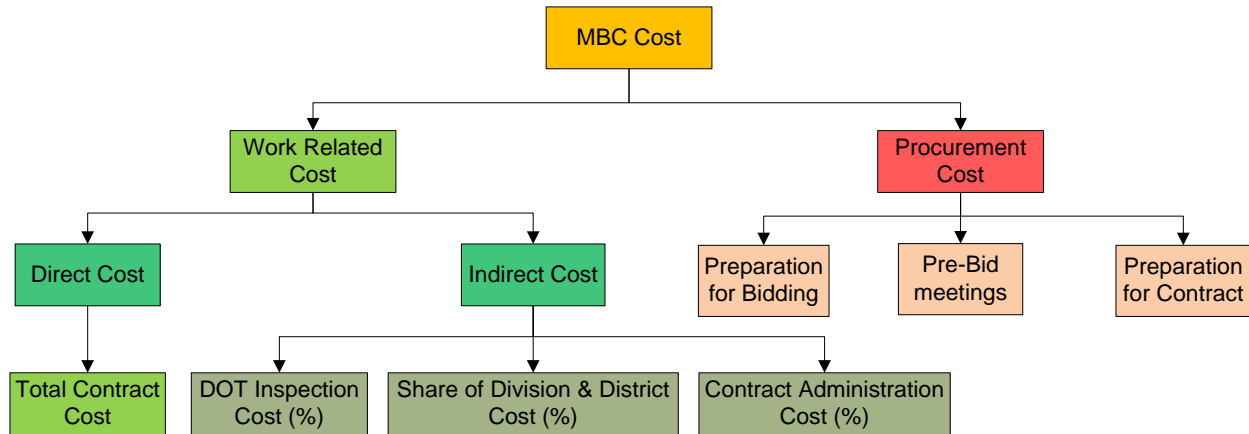 MBC Cost
Work Related
Cost
Procurement
Cost
Direct Cost
Indirect Cost
Preparation
for Bidding
Pre-Bid
meetings
Preparation
for Contract
Total Contract
Cost
DOT Inspection
Cost (%)
Share of Division & District
Cost (%)
Contract Administration
Cost (%)